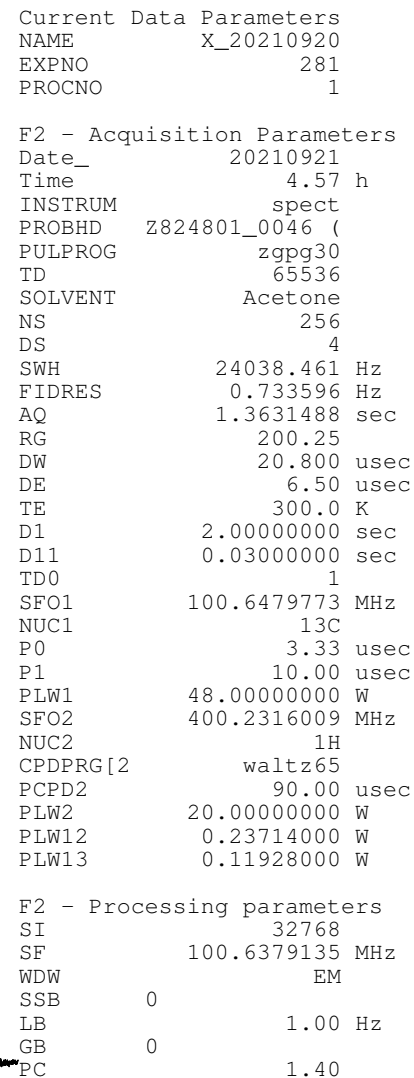 Current Data Parameters
NAME X_20210920
EXPNO 281
PROCNO 1
F2 - Acquisition Parameters
Date_ 20210921
Time 4.57 h
INSTRUM spect
PROBHD Z824801_0046 (
PULPROG zgpg30
TD 65536
SOLVENT Acetone
NS 256
DS 4
SWH 24038.461 Hz
FIDRES 0.733596 Hz
AQ 1.3631488 sec
RG 200.25
DW 20.800 usec
DE 6.50 usec
TE 300.0 K
D1 2.00000000 sec
D11 0.03000000 sec
TD0 1
SFO1 100.6479773 MHz
NUC1 13C
P0 3.33 usec
P1 10.00 usec
PLW1 48.00000000 W
SFO2 400.2316009 MHz
NUC2 1H
CPDPRG[2 waltz65
PCPD2 90.00 usec
PLW2 20.00000000 W
PLW12 0.23714000 W
PLW13 0.11928000 W
F2 - Processing parameters
SI 32768
SF 100.6379135 MHz
WDW EM
SSB 0
LB 1.00 Hz
GB 0
PC 1.40